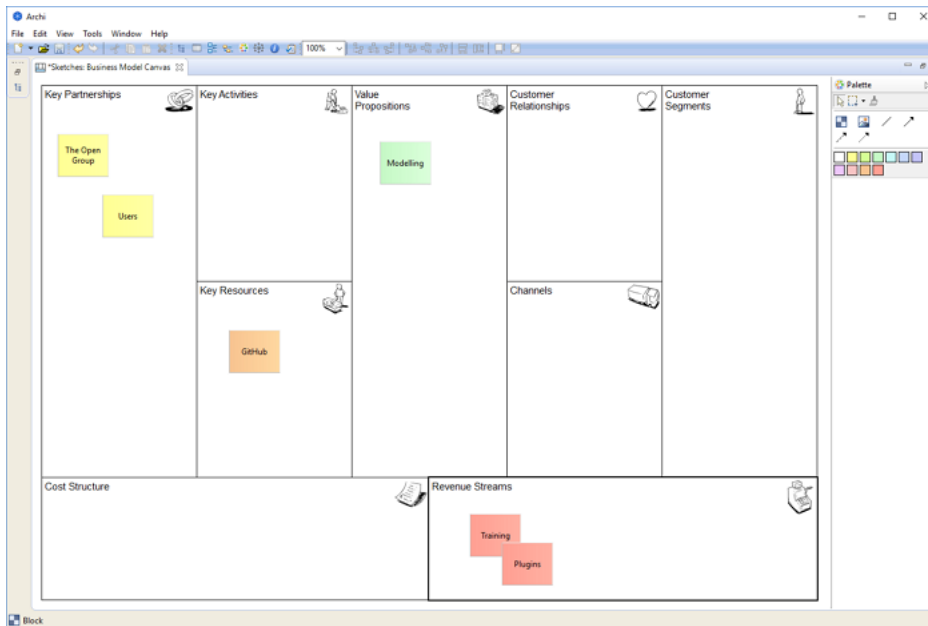 Archi
File Edit View Tools Window Help
100%
*Sketches: Business Model Canvas
Palette
Key Partnerships
Key Activities
Value
Propositions
Customer
Relationships
Customer
Segments
The Open
Group
Modelling
Users
Key Resources
Channels
GitHub
Cost Structure
Revenue Streams
Training
Plugins
Block